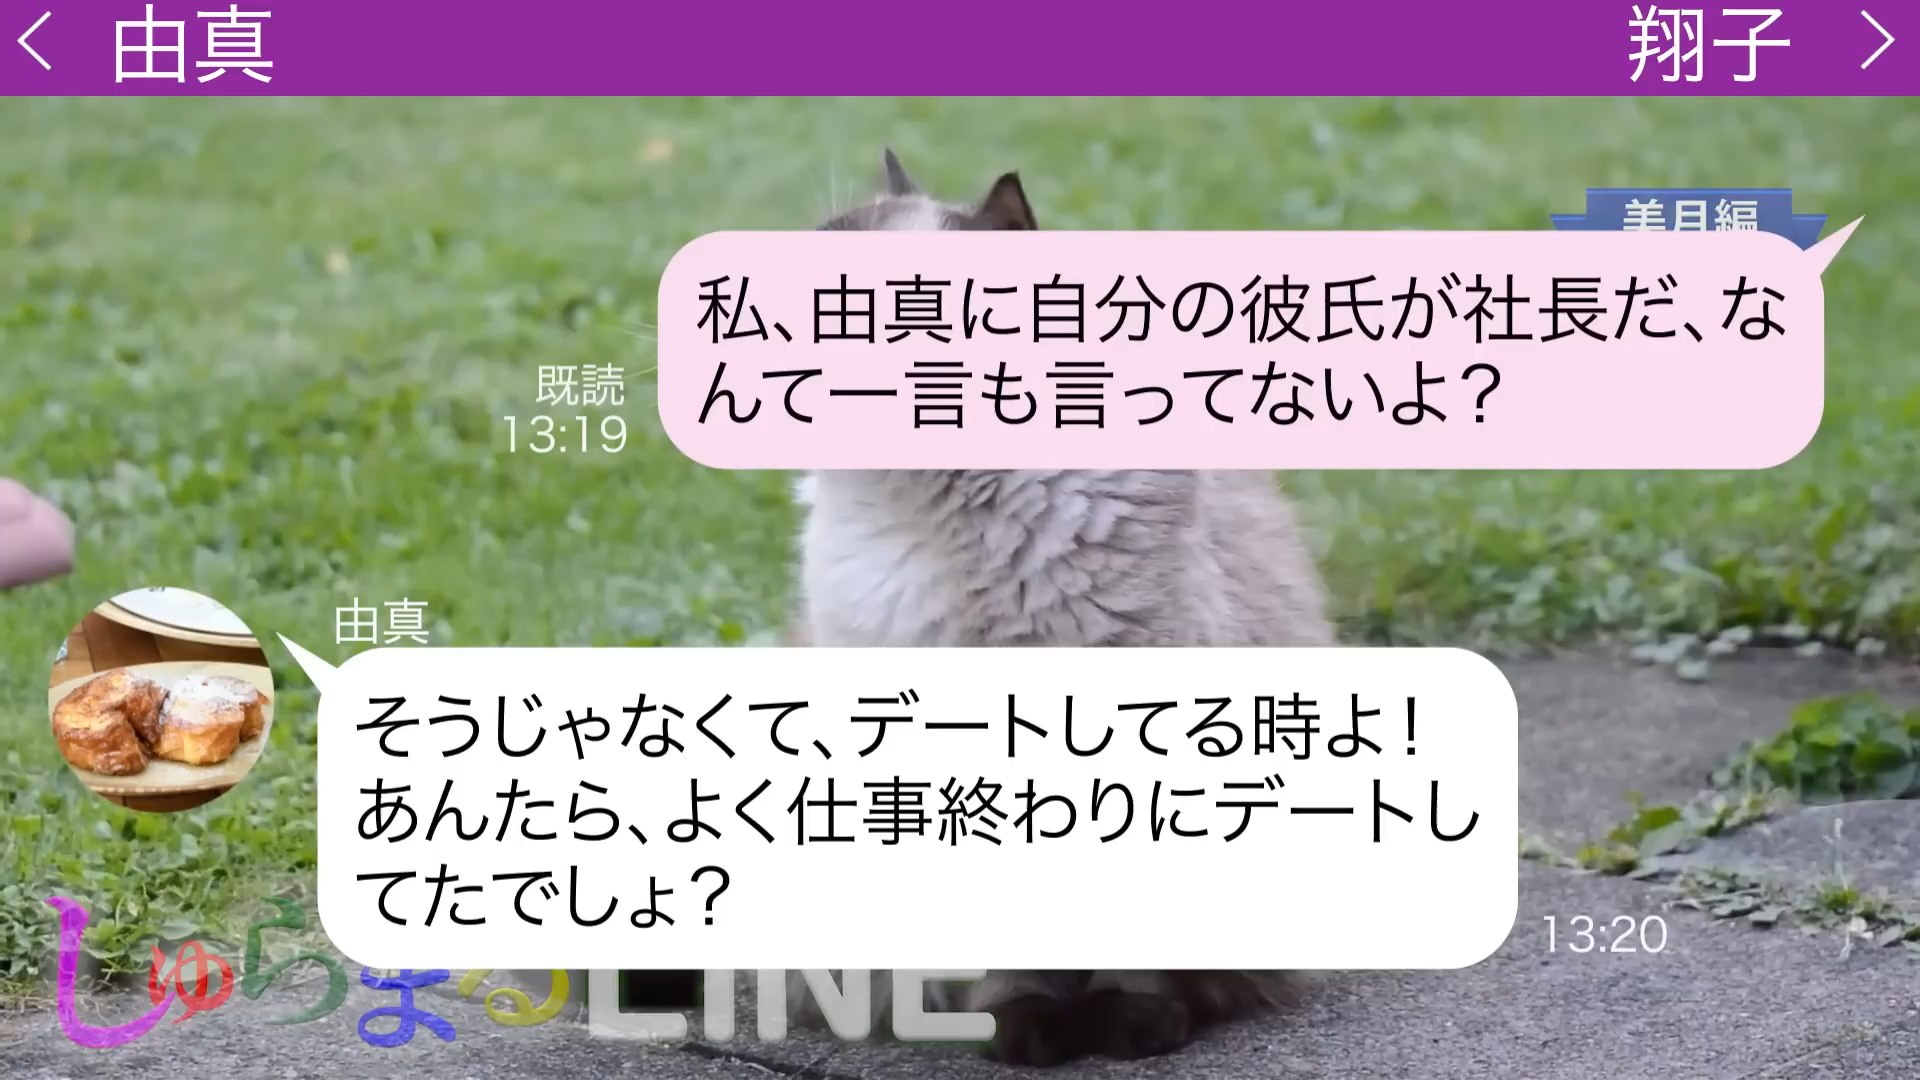 由真
翔子
美月編
私、由真に自分の彼氏が社長だ、な
んて一言も言ってないよ?
既読
13:19
由真
そうじゃなくて、デートしてる時よ!
あんたら、よく仕事終わりにデートし
てたでしょ?
13:20
しゅらまるLINE